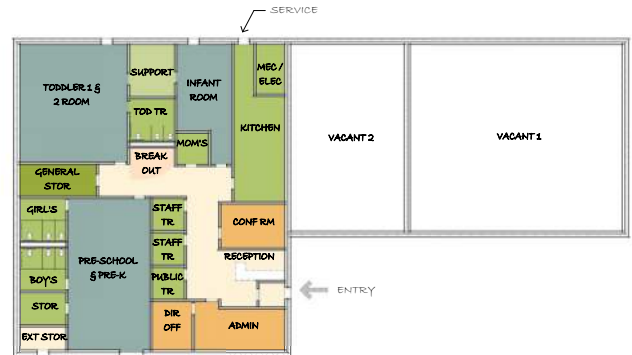 SERVICE
TODDLER 1 &
2 ROOM
SUPPORT
INFANT
ROOM
MEC /
ELEC
TOD TR
KITCHEN
MOM'S
BREAK
OUT
VACANT 2
VACANT 1
GENERAL
STOR
GIRL'S
STAFF
TR
CONF RM
STAFF
TR
PRE-SCHOOL
& PRE-K
RECEPTION
BOY'S
PUBLIC
TR
ENTRY
STOR
DIR
OFF
ADMIN
EXT STOR